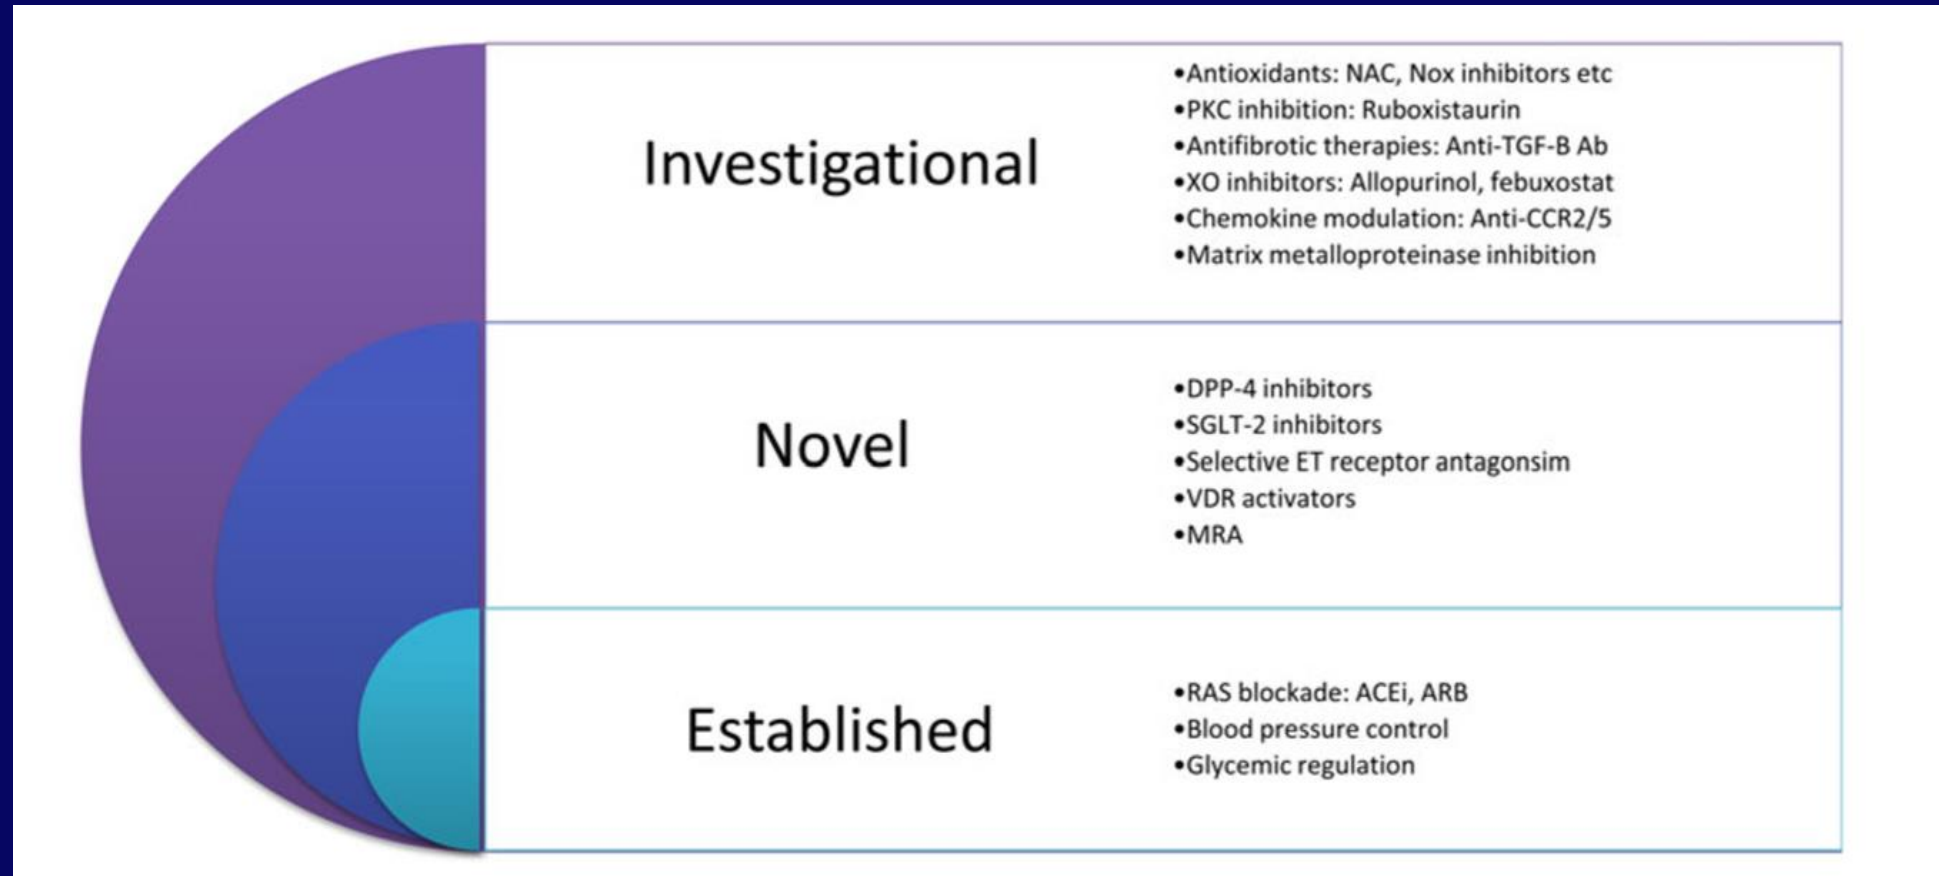 Investigational
•Antioxidants: NAC, Nox inhibitors etc
•PKC inhibition: Ruboxistaurin
•Antifibrotic therapies: Anti-TGF-B Ab
•XO inhibitors: Allopurinol, febuxostat
•Chemokine modulation: Anti-CCR2/5
•Matrix metalloproteinase inhibition
Novel
•DPP-4 inhibitors
•SGLT-2 inhibitors
•Selective ET receptor antagonsim
•VDR activators
•MRA
Established
•RAS blockade: ACEi, ARB
•Blood pressure control
•Glycemic regulation